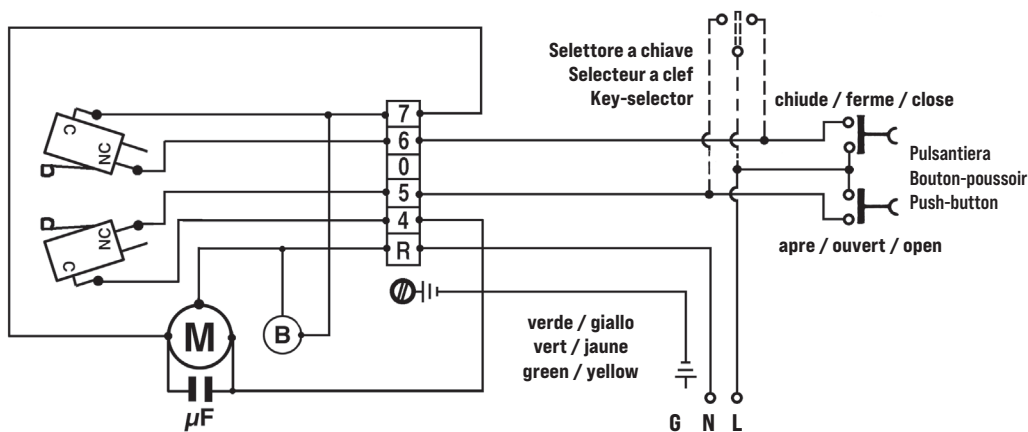 Selettore a chiave
Selecteur a clef
Key-selector
chiude / ferme / close
Pulsantiera
Bouton-poussoir
Push-button
apre / ouvert / open
C
NC
7
6
0
5
4
R
NC
C
M
B
µF
verde / giallo
vert / jaune
green / yellow
G N L